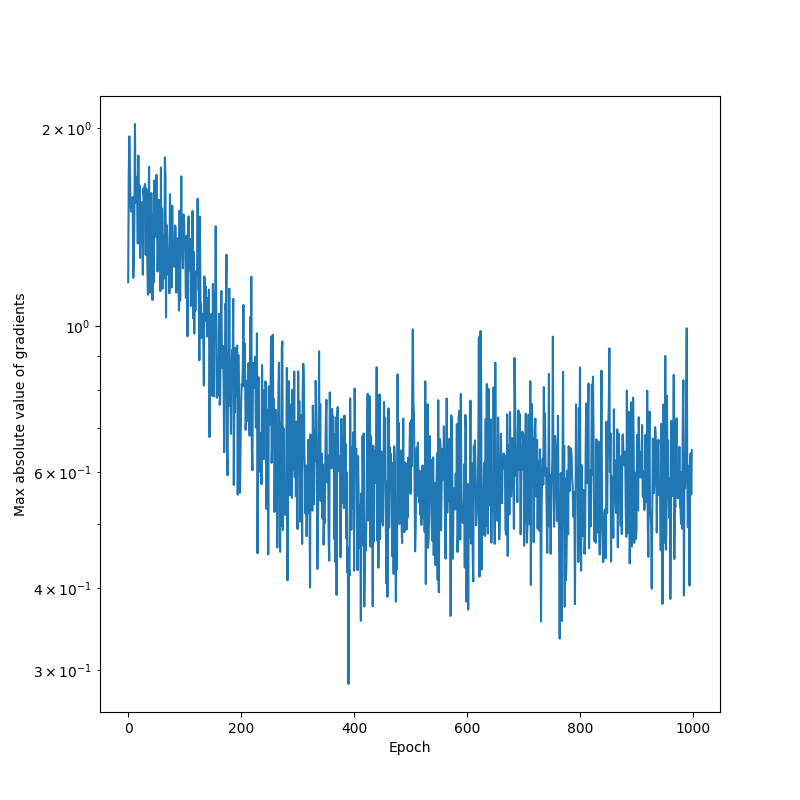 Max absolute value of gradients
2 × 10⁰
10⁰
6 × 10⁻¹
4 × 10⁻¹
3 × 10⁻¹
0 200 400 600 800 1000
Epoch